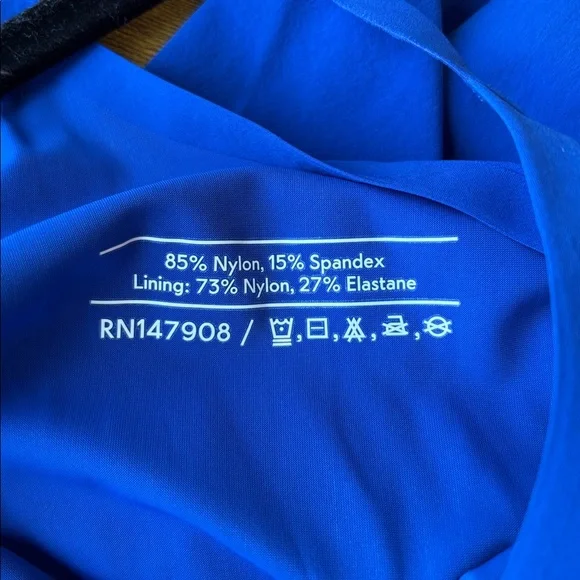 85% Nylon, 15% Spandex
Lining: 73% Nylon, 27% Elastane
RN147908 /